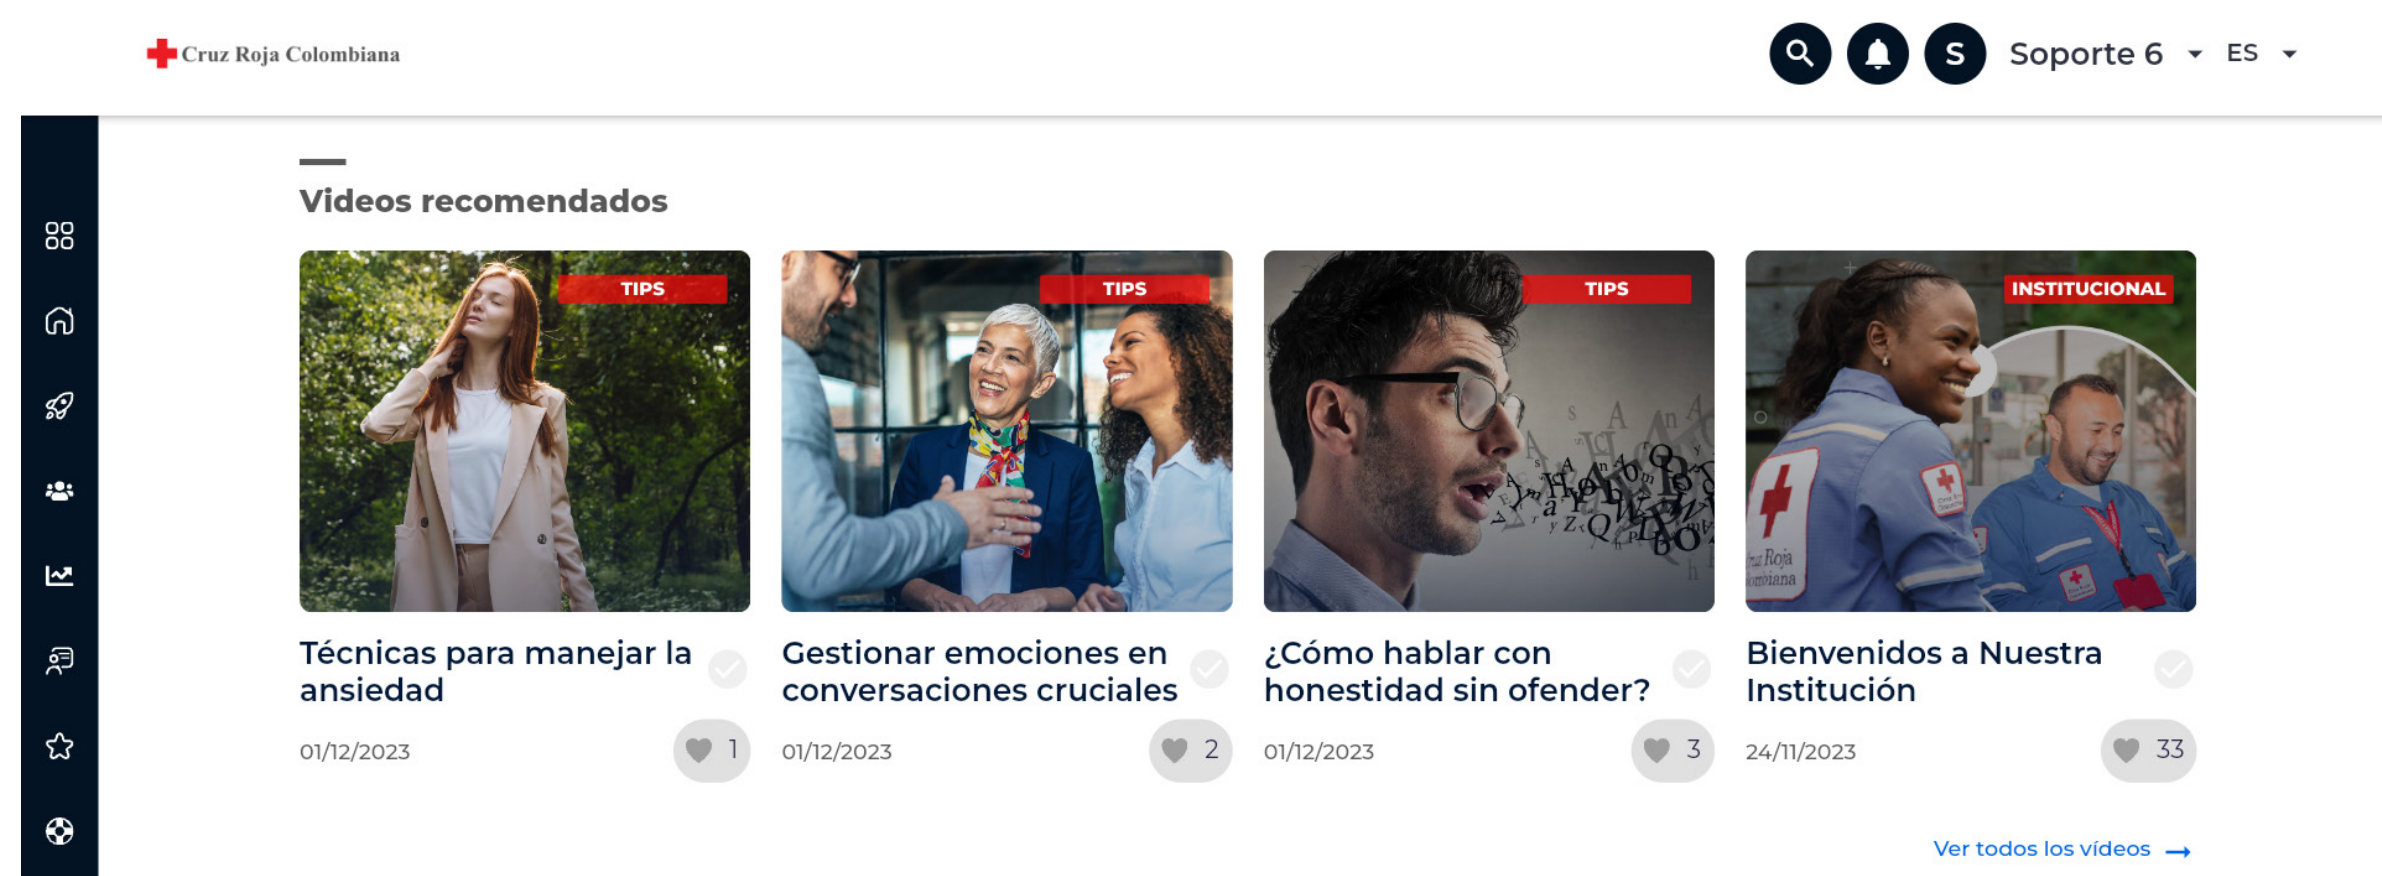 Cruz Roja Colombiana
S Soporte 6 ES
Videos recomendados
TIPS
TIPS
TIPS
INSTITUCIONAL
Cruz Roja
Técnicas para manejar la
ansiedad
01/12/2023
1
Gestionar emociones en
conversaciones cruciales
01/12/2023
2
¿Cómo hablar con
honestidad sin ofender?
01/12/2023
3
Bienvenidos a Nuestra
Institución
24/11/2023
33
Ver todos los vídeos